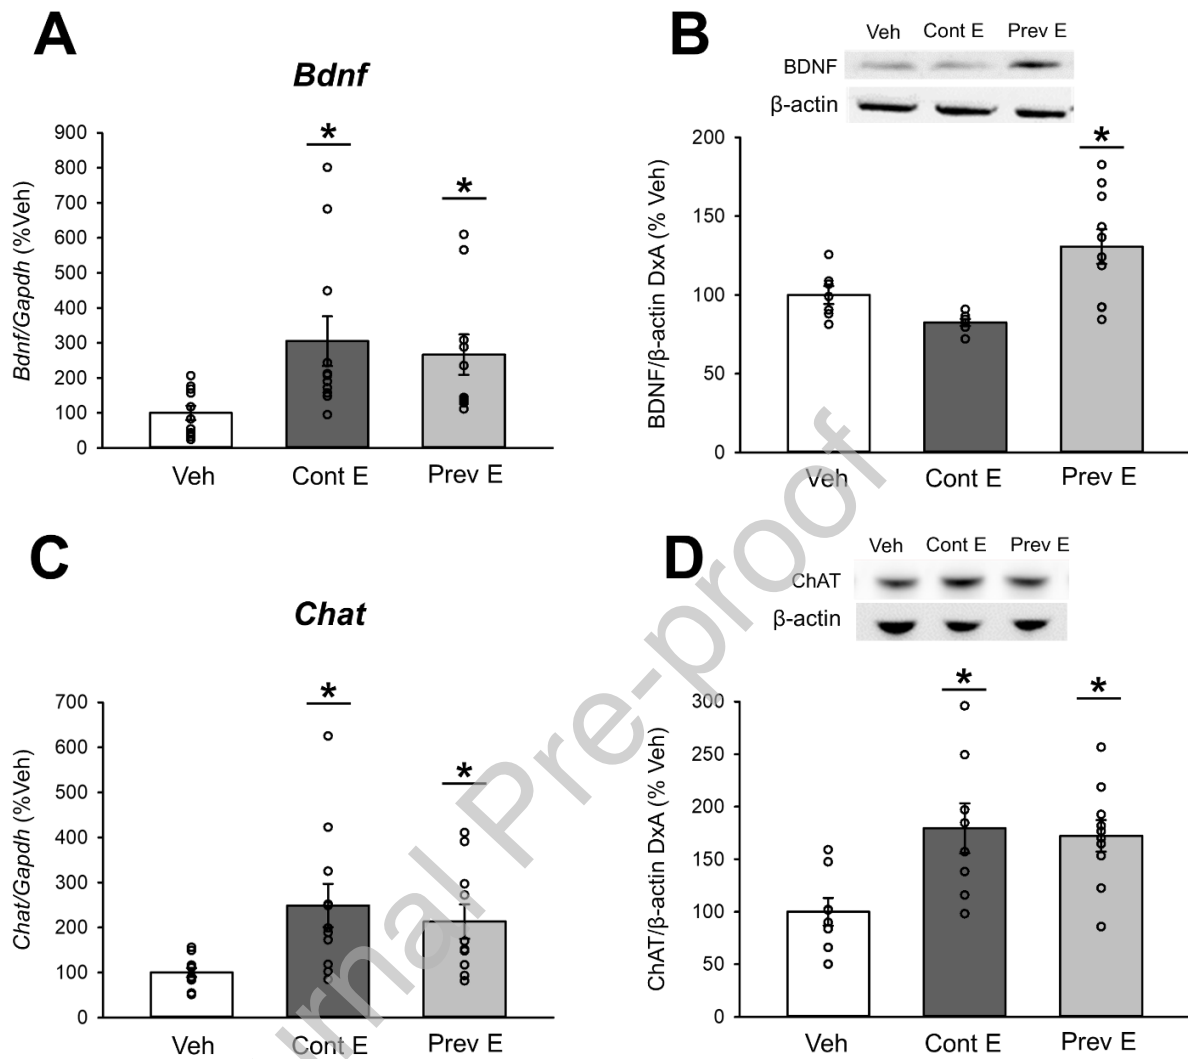 A
Bdnf
*
*
Bdnf/Gapdh (%Veh)
900
800
700
600
500
400
300
200
100
0
Veh Cont E Prev E
B
Veh Cont E Prev E
BDNF
β-actin
*
BDNF/β-actin DxA (% Veh)
200
150
100
50
0
Veh Cont E Prev E
C
Chat
*
*
Chat/Gapdh (%Veh)
700
600
500
400
300
200
100
0
Veh Cont E Prev E
D
Veh Cont E Prev E
ChAT
β-actin
*
*
ChAT/β-actin DxA (% Veh)
300
250
200
150
100
50
0
Veh Cont E Prev E
Pre-proof